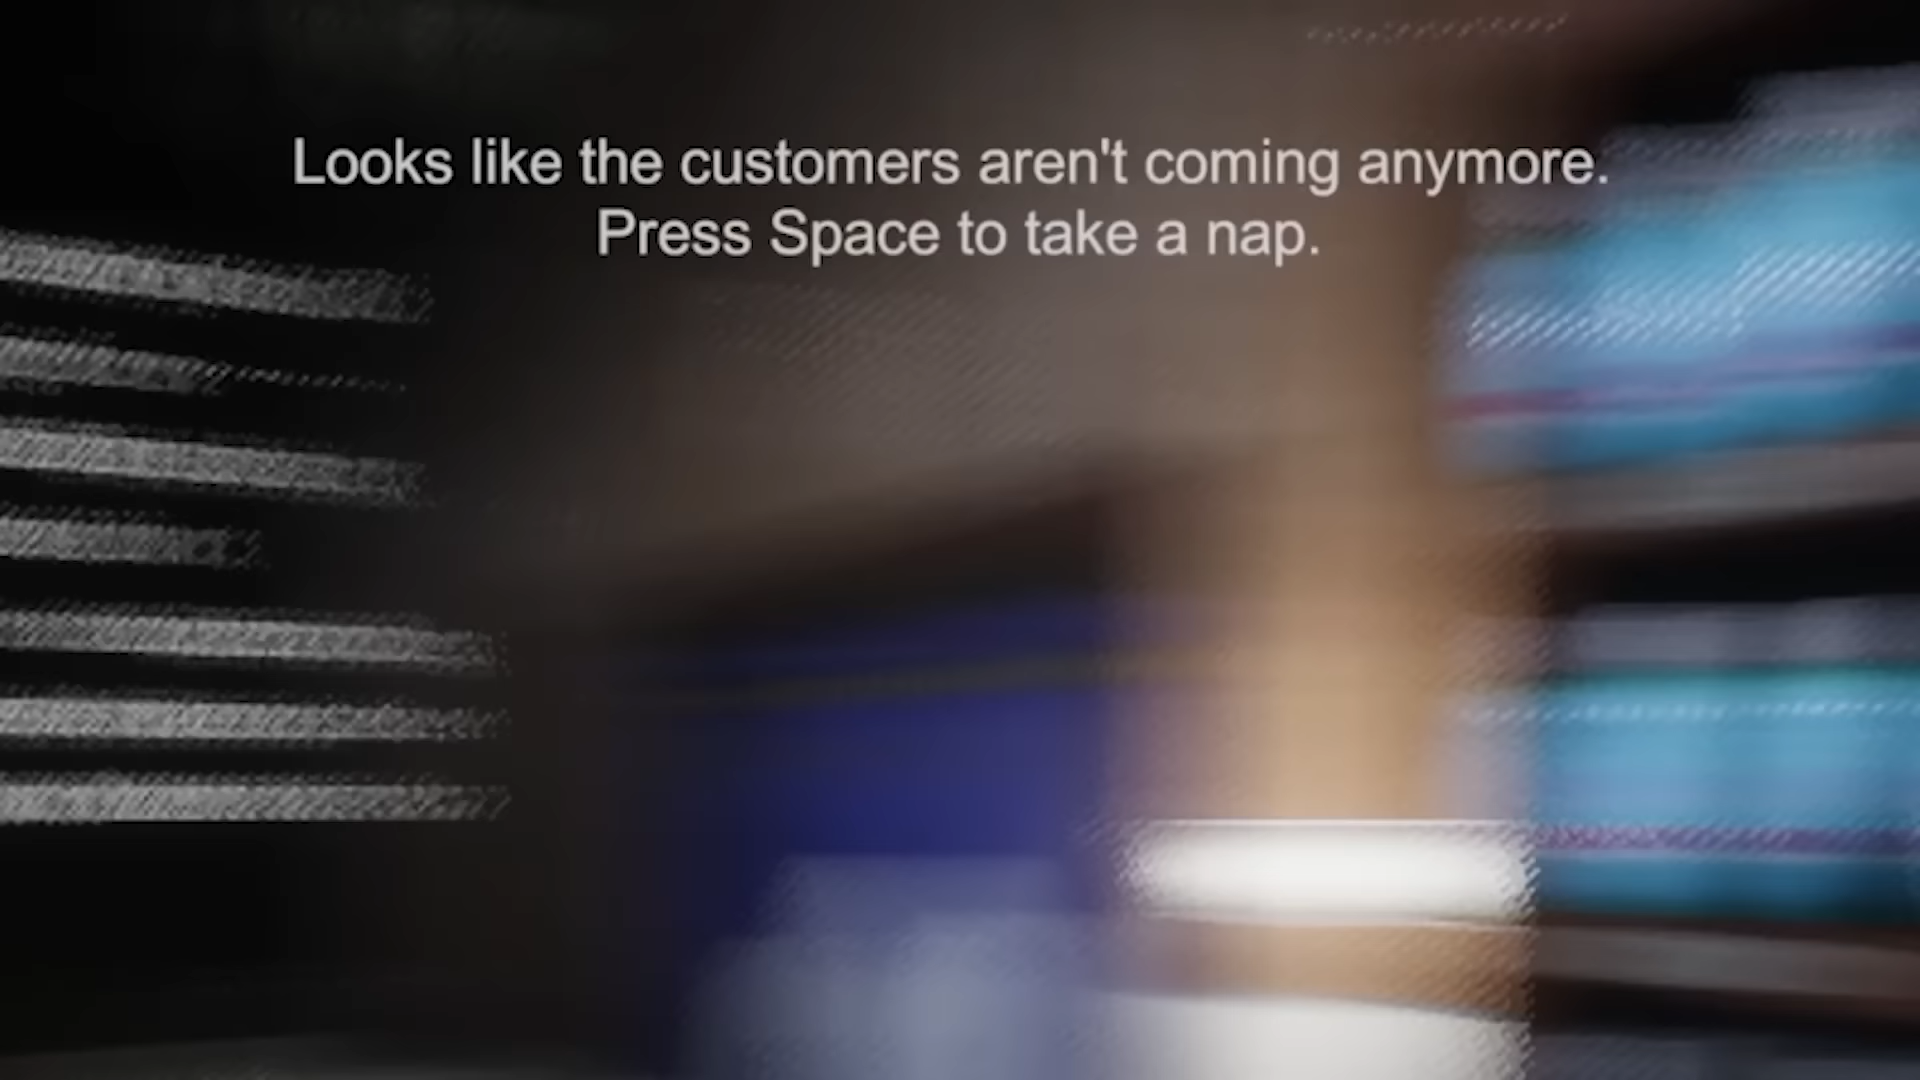 Looks like the customers aren't coming anymore.
Press Space to take a nap.